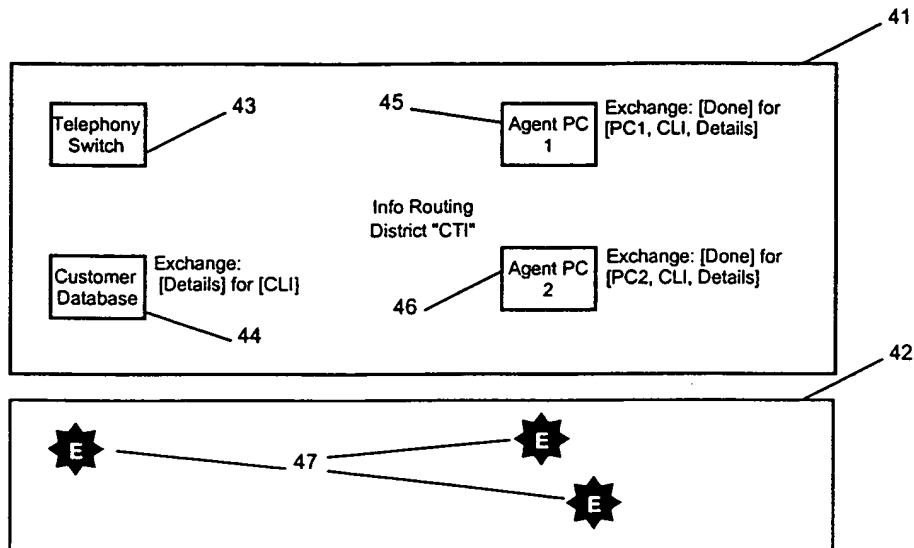 41
43
45
Telephony
Switch
Agent PC
1
Exchange: [Done] for
[PC1, CLI, Details]
Info Routing
District "CTI"
Customer
Database
Exchange:
[Details] for [CLI}
44
46
Agent PC
2
Exchange: [Done] for
[PC2, CLI, Details}
42
E
E
47
E